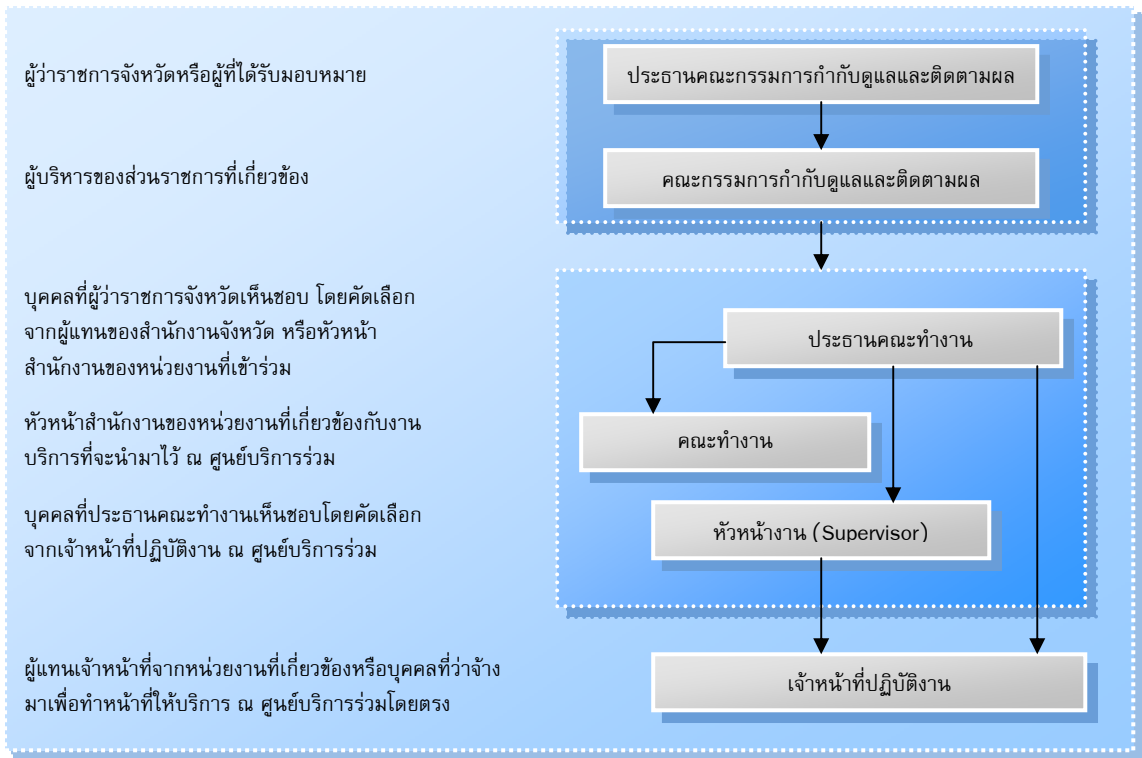 ผู้ว่าราชการจังหวัดหรือผู้ที่ได้รับมอบหมาย
ประธานคณะกรรมการกำกับดูแลและติดตามผล
ผู้บริหารของส่วนราชการที่เกี่ยวข้อง
คณะกรรมการกำกับดูแลและติดตามผล
บุคคลที่ผู้ว่าราชการจังหวัดเห็นชอบ โดยคัดเลือก
จากผู้แทนของสำนักงานจังหวัด หรือหัวหน้า
สำนักงานของหน่วยงานที่เข้าร่วม
ประธานคณะทำงาน
หัวหน้าสำนักงานของหน่วยงานที่เกี่ยวข้องกับงาน
บริการที่จะนำมาไว้ ณ ศูนย์บริการร่วม
คณะทำงาน
บุคคลที่ประธานคณะทำงานเห็นชอบโดยคัดเลือก
จากเจ้าหน้าที่ปฏิบัติงาน ณ ศูนย์บริการร่วม
หัวหน้างาน (Supervisor)
ผู้แทนเจ้าหน้าที่จากหน่วยงานที่เกี่ยวข้องหรือบุคคลที่ว่าจ้าง
มาเพื่อทำหน้าที่ให้บริการ ณ ศูนย์บริการร่วมโดยตรง
เจ้าหน้าที่ปฏิบัติงาน